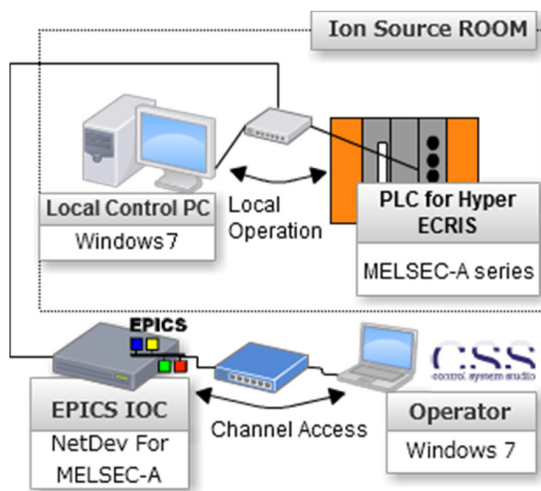 Ion Source ROOM
Local Control PC
Windows7
Local
Operation
PLC for Hyper
ECRIS
MELSEC-A series
EPICS
EPICS IOC
NetDev For
MELSEC-A
Channel Access
CSS
control system studio
Operator
Windows 7